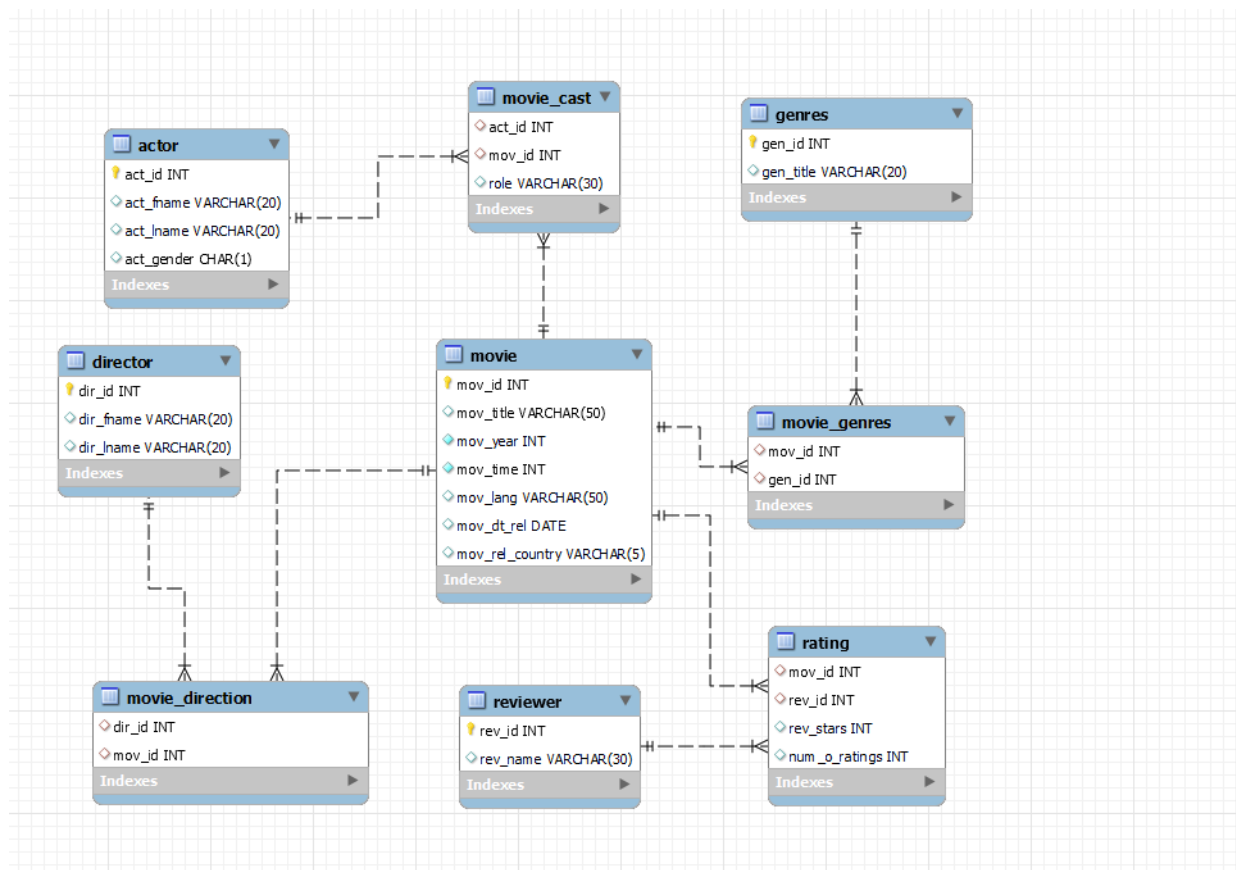 movie_cast
act_id INT
mov_id INT
role VARCHAR(30)
Indexes
genres
gen_id INT
gen_title VARCHAR(20)
Indexes
actor
act_id INT
act_fname VARCHAR(20)
act_lname VARCHAR(20)
act_gender CHAR(1)
Indexes
director
dir_id INT
dir_fname VARCHAR(20)
dir_lname VARCHAR(20)
Indexes
movie
mov_id INT
mov_title VARCHAR(50)
mov_year INT
mov_time INT
mov_lang VARCHAR(50)
mov_dt_rel DATE
mov_rel_country VARCHAR(5)
Indexes
movie_genres
mov_id INT
gen_id INT
Indexes
movie_direction
dir_id INT
mov_id INT
Indexes
reviewer
rev_id INT
rev_name VARCHAR(30)
Indexes
rating
mov_id INT
rev_id INT
rev_stars INT
num_o_ratings INT
Indexes